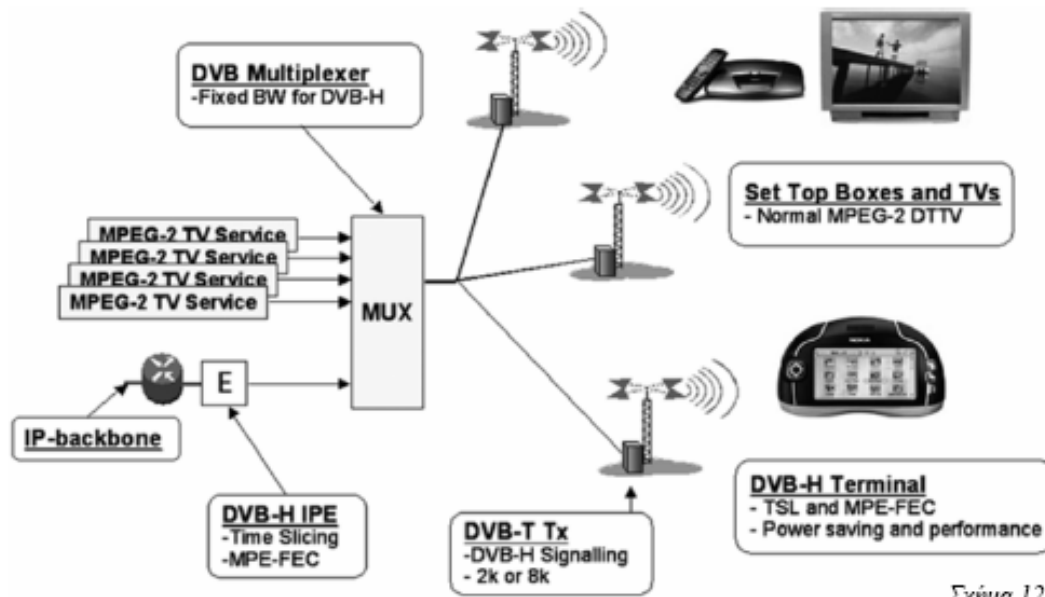 DVB Multiplexer
-Fixed BW for DVB-H
Set Top Boxes and TVs
- Normal MPEG-2 DTTV
MPEG-2 TV Service
MPEG-2 TV Service
MPEG-2 TV Service
MPEG-2 TV Service
MUX
E
IP-backbone
NOKIA
DVB-H IPE
-Time Slicing
-MPE-FEC
DVB-T Tx
-DVB-H Signalling
- 2k or 8k
DVB-H Terminal
- TSL and MPE-FEC
- Power saving and performance
Σχήμα 12